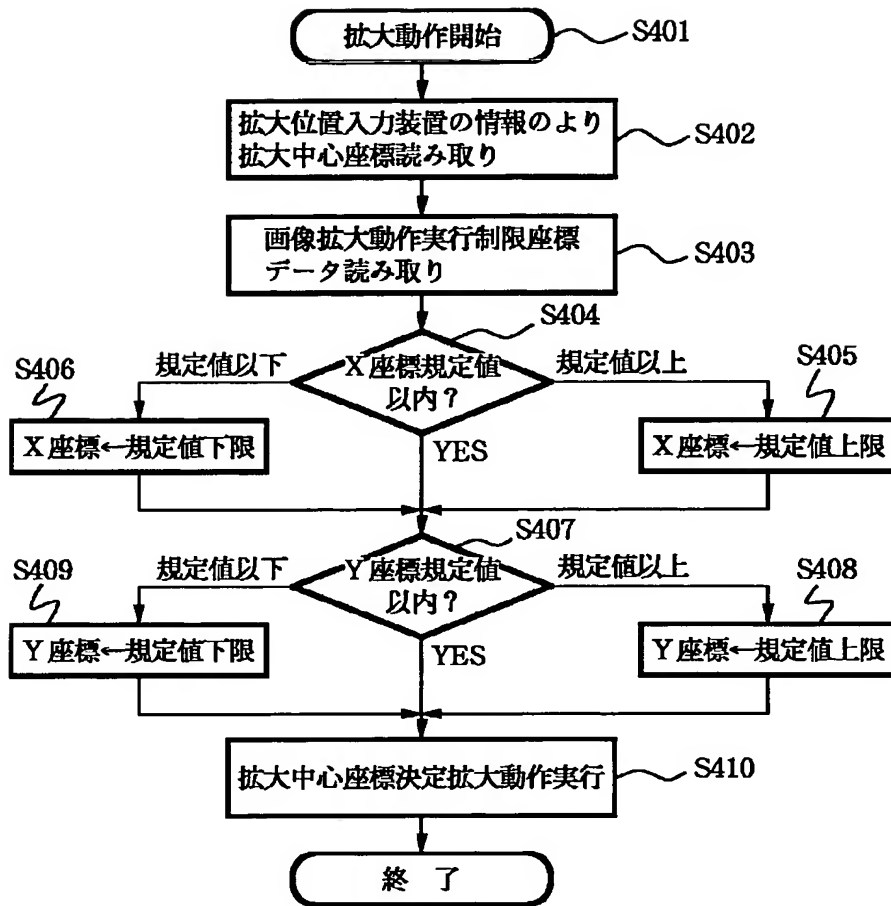 拡大動作開始
S401
拡大位置入力装置の情報のより
拡大中心座標読み取り
S402
画像拡大動作実行制限座標
データ読み取り
S403
S404
X座標規定値
以内?
規定値以下
規定値以上
YES
S406
X座標←規定値下限
S405
X座標←規定値上限
S407
Y座標規定値
以内?
規定値以下
規定値以上
YES
S409
Y座標←規定値下限
S408
Y座標←規定値上限
拡大中心座標決定拡大動作実行
S410
終 了